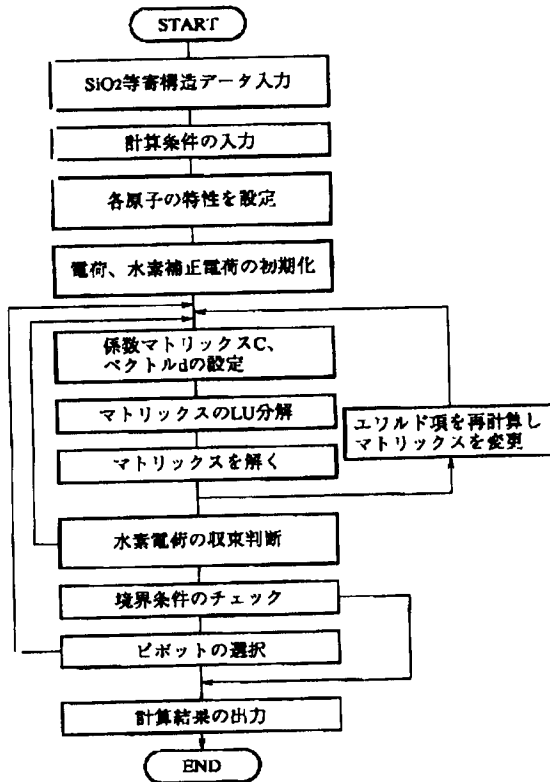 START
SiO2等審構造データ入力
計算条件の入力
各原子の特性を設定
電荷、水素補正電荷の初期化
係数マトリックスC、
ベクトルdの設定
マトリックスのLU分解
マトリックスを解く
エワルド項を再計算し
マトリックスを変更
水素電荷の収束判断
境界条件のチェック
ピボットの選択
計算結果の出力
END